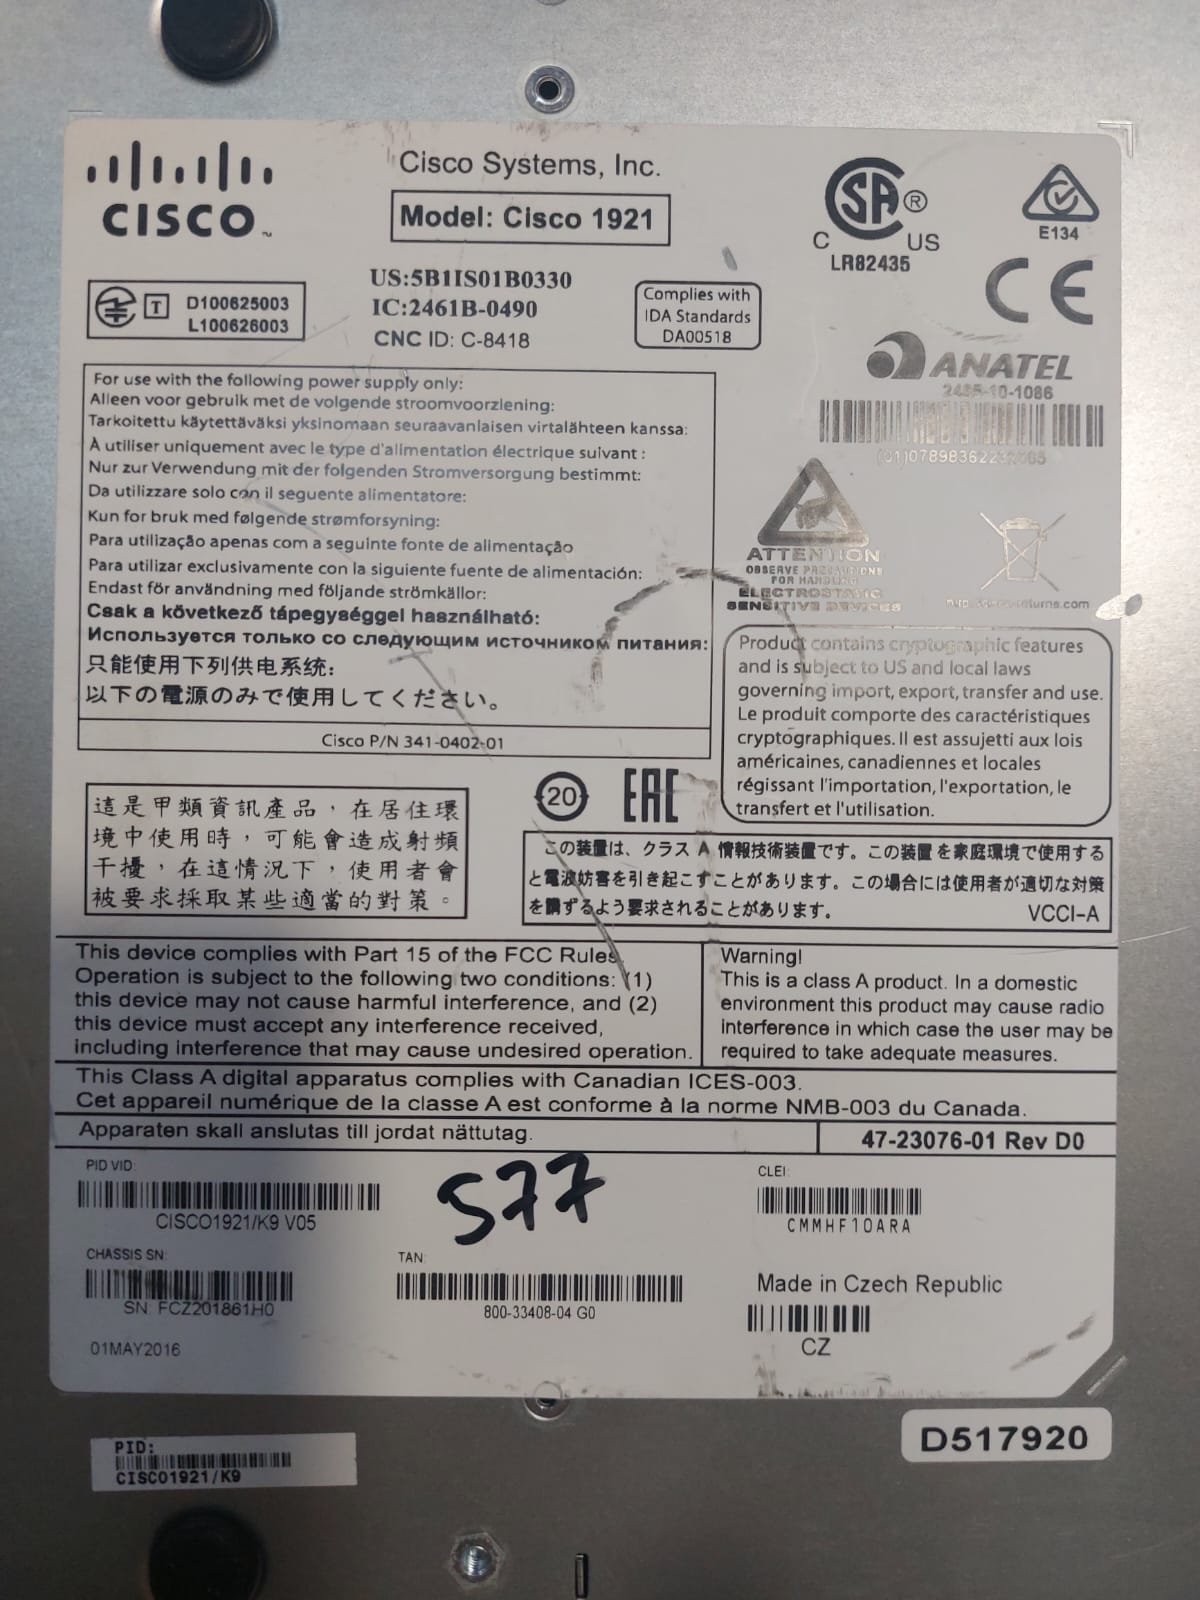 CISCO
Cisco Systems, Inc.
Model: Cisco 1921
US:5B1IS01B0330
IC:2461B-0490
CNC ID: C-8418
T
D100625003
L100626003
Complies with
IDA Standards
DA00518
SA ®
C US
LR82435
E134
CE
ANATEL
-10-1086
ATTENTION
OBSERVE PRECAUTIONS
FOR HANDLING
ELECTROSTATIC
SENSITIVE DEVICES
For use with the following power supply only:
Alleen voor gebruik met de volgende stroomvoorziening:
Tarkoitettu käytettäväksi yksinomaan seuraavanlaisen virtalähteen kanssa:
À utiliser uniquement avec le type d'alimentation électrique suivant :
Nur zur Verwendung mit der folgenden Stromversorgung bestimmt:
Da utilizzare solo con il seguente alimentatore:
Kun for bruk med følgende strømforsyning:
Para utilização apenas com a seguinte fonte de alimentação
Para utilizar exclusivamente con la siguiente fuente de alimentación:
Endast för användning med följande strömkällor:
Csak a következő tápegységgel használható:
Используется только со следующим источником питания:
只能使用下列供电系统:
以下の電源のみで使用してください。
Cisco P/N 341-0402-01
Product contains cryptographic features
and is subject to US and local laws
governing import, export, transfer and use.
Le produit comporte des caractéristiques
cryptographiques. Il est assujetti aux lois
américaines, canadiennes et locales
régissant l'importation, l'exportation, le
transfert et l'utilisation.
這是甲類資訊產品，在居住環
境中使用時，可能會造成射頻
干擾，在這情況下，使用者會
被要求採取某些適當的對策。
20
EAC
この装置は、クラス A 情報技術装置です。この装置を家庭環境で使用する
と電波妨害を引き起こすことがあります。この場合には使用者が適切な対策
を講ずるよう要求されることがあります。
VCCI-A
This device complies with Part 15 of the FCC Rules.
Operation is subject to the following two conditions: (1)
this device may not cause harmful interference, and (2)
this device must accept any interference received,
including interference that may cause undesired operation.
Warning!
This is a class A product. In a domestic
environment this product may cause radio
interference in which case the user may be
required to take adequate measures.
This Class A digital apparatus complies with Canadian ICES-003.
Cet appareil numérique de la classe A est conforme à la norme NMB-003 du Canada.
Apparaten skall anslutas till jordat nättutag.
47-23076-01 Rev D0
PID VID:
CISCO1921/K9 V05
577
CLEI:
CMMHF10ARA
CHASSIS SN:
SN: FCZ201861H0
TAN:
800-33408-04 G0
Made in Czech Republic
CZ
01MAY2016
PID:
CISCO1921/K9
D517920